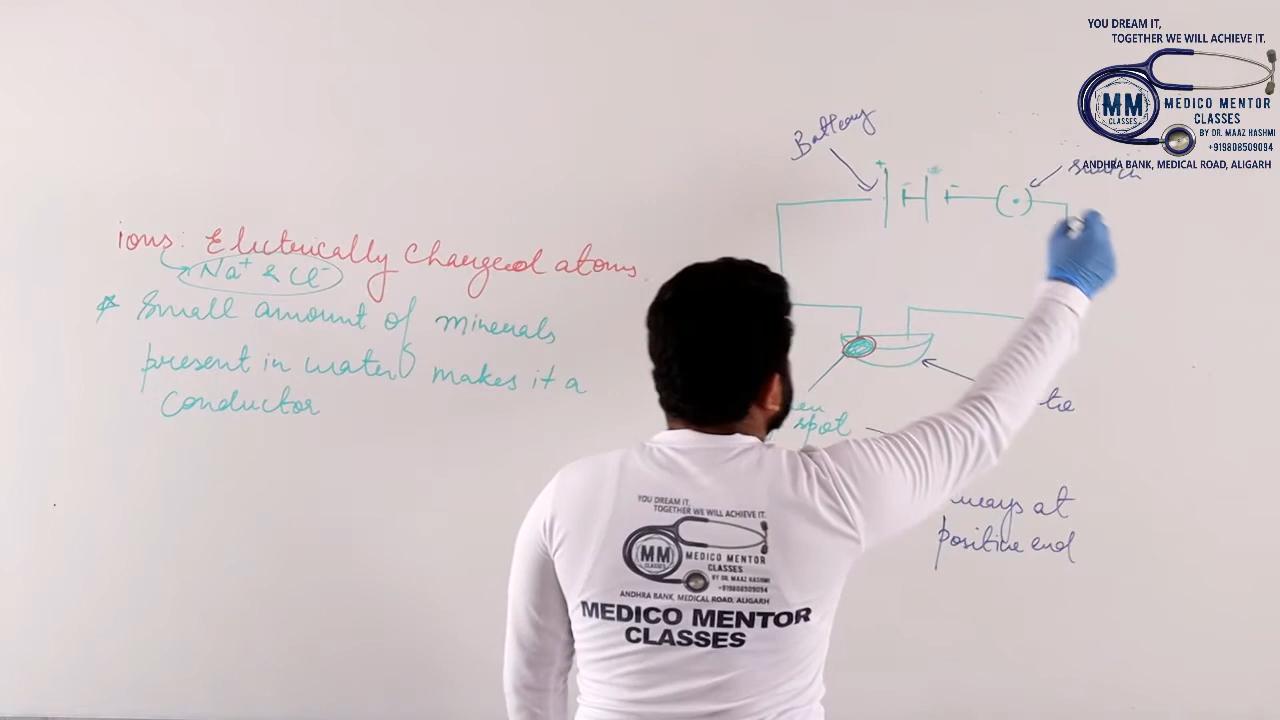 YOU DREAM IT,
TOGETHER WE WILL ACHIEVE IT.
MM
CLASSES
MEDICO MENTOR
CLASSES
BY DR. MAAZ HASHMI
+919808509094
ANDHRA BANK, MEDICAL ROAD, ALIGARH
Battery
+
ions: Electrically Charged atoms
Na+ & Cl-
* Small amount of minerals
present in water makes it a
Conductor
spot
at
positive end
YOU DREAM IT,
TOGETHER WE WILL ACHIEVE IT.
MM
CLASSES
MEDICO MENTOR
CLASSES
BY DR. MAAZ HASHMI
+919808509094
ANDHRA BANK, MEDICAL ROAD, ALIGARH
MEDICO MENTOR
CLASSES